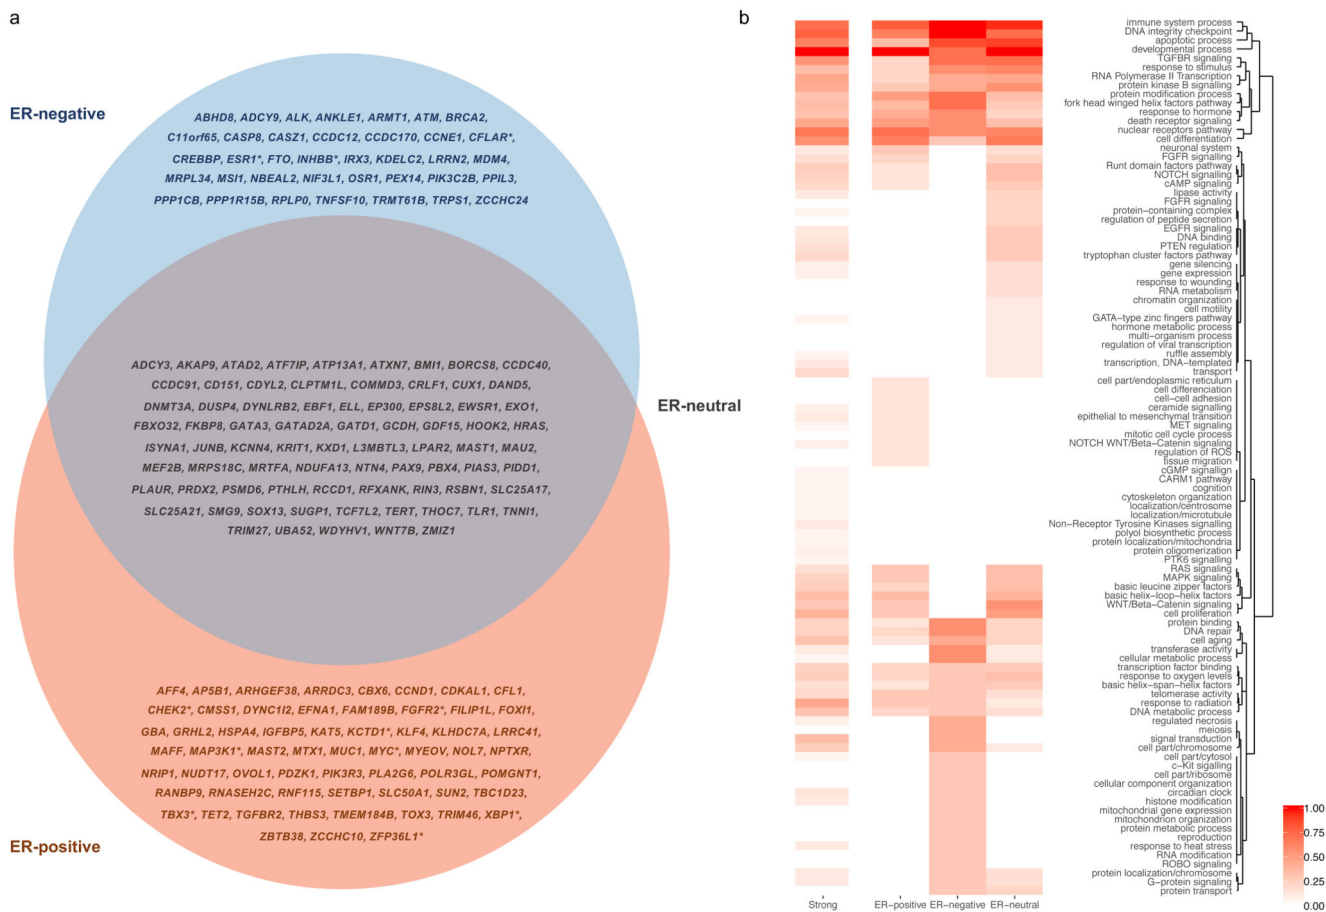 a
ER-negative
ABHD8, ADCY9, ALK, ANKLE1, ARMT1, ATM, BRCA2,
C11orf65, CASP8, CASZ1, CCDC12, CCDC170, CCNE1, CFLAR*,
CREBBP, ESR1*, FTO, INHBB*, IRX3, KDELC2, LRRN2, MDM4,
MRPL34, MSI1, NBEAL2, NIF3L1, OSR1, PEX14, PIK3C2B, PPIL3,
PPP1CB, PPP1R15B, RPLP0, TNFSF10, TRMT61B, TRPS1, ZCCHC24
ADCY3, AKAP9, ATAD2, ATF7IP, ATP13A1, ATXN7, BMI1, BORCS8, CCDC40,
CCDC91, CD151, CDYL2, CLPTM1L, COMMD3, CRLF1, CUX1, DAND5,
DNMT3A, DUSP4, DYNLRB2, EBF1, ELL, EP300, EPS8L2, EWSR1, EXO1,
FBXO32, FKBP8, GATA3, GATAD2A, GATD1, GCDH, GDF15, HOOK2, HRAS,
ISYNA1, JUNB, KCNN4, KRIT1, KXD1, L3MBTL3, LPAR2, MAST1, MAU2,
MEF2B, MRPS18C, MRTFA, NDUFA13, NTN4, PAX9, PBX4, PIAS3, PIDD1,
PLAUR, PRDX2, PSMD6, PTHLH, RCCD1, RFXANK, RIN3, RSBN1, SLC25A17,
SLC25A21, SMG9, SOX13, SUGP1, TCF7L2, TERT, THOC7, TLR1, TNNI1,
TRIM27, UBA52, WDYHV1, WNT7B, ZMIZ1
ER-neutral
AFF4, AP5B1, ARHGEF38, ARRDC3, CBX6, CCND1, CDKAL1, CFL1,
CHEK2*, CMSS1, DYNC1I2, EFNA1, FAM189B, FGFR2*, FILIP1L, FOXI1,
GBA, GRHL2, HSPA4, IGFBP5, KAT5, KCTD1*, KLF4, KLHDC7A, LRRC41,
MAFF, MAP3K1*, MAST2, MTX1, MUC1, MYC*, MYEOV, NOL7, NPTXR,
NRIP1, NUDT17, OVOL1, PDZK1, PIK3R3, PLA2G6, POLR3GL, POMGNT1,
RANBP9, RNASEH2C, RNF115, SETBP1, SLC50A1, SUN2, TBC1D23,
TBX3*, TET2, TGFBR2, THBS3, TMEM184B, TOX3, TRIM46, XBP1*,
ZBTB38, ZCCHC10, ZFP36L1*
ER-positive
b
immune system process
DNA integrity checkpoint
apoptotic process
developmental process
TGFBR signaling
response to stimulus
RNA Polymerase II Transcription
protein kinase B signalling
protein modification process
fork head winged helix factors pathway
response to hormone
death receptor signaling
nuclear receptors pathway
cell differentiation
neuronal system
FGFR signalling
Runt domain factors pathway
NOTCH signalling
cAMP signaling
lipase activity
FGFR signaling
protein-containing complex
regulation of peptide secretion
EGFR signaling
DNA binding
PTEN regulation
tryptophan cluster factors pathway
gene silencing
gene expression
response to wounding
RNA metabolism
chromatin organization
cell motility
GATA-type zinc fingers pathway
hormone metabolic process
multi-organism process
regulation of viral transcription
ruffle assembly
transcription, DNA-templated
transport
cell part/endoplasmic reticulum
cell differenciation
cell-cell adhesion
ceramide signalling
epithelial to mesenchymal transition
MET signaling
mitotic cell cycle process
NOTCH WNT/Beta-Catenin signaling
regulation of ROS
tissue migration
cGMP signallign
CARM1 pathway
cognition
cytoskeleton organization
localization/centrosome
localization/microtubule
Non-Receptor Tyrosine Kinases signalling
polyol biosynthetic process
protein localization/mitochondria
protein oligomerization
PTK6 signalling
RAS signaling
MAPK signaling
basic leucine zipper factors
basic helix-loop-helix factors
WNT/Beta-Catenin signaling
cell proliferation
protein binding
DNA repair
cell aging
transferase activity
cellular metabolic process
transcription factor binding
response to oxygen levels
basic helix-span-helix factors
telomerase activity
response to radiation
DNA metabolic process
regulated necrosis
meiosis
signal transduction
cell part/chromosome
cell part/cytosol
c-Kit sigalling
cell part/ribosome
cellular component organization
circadian clock
histone modification
mitochondrial gene expression
mitochondrion organization
protein metabolic process
reproduction
response to heat stress
RNA modification
ROBO signaling
protein localization/chromosome
G-protein signaling
protein transport
Strong ER-positive ER-negative ER-neutral
1.00
0.75
0.50
0.25
0.00